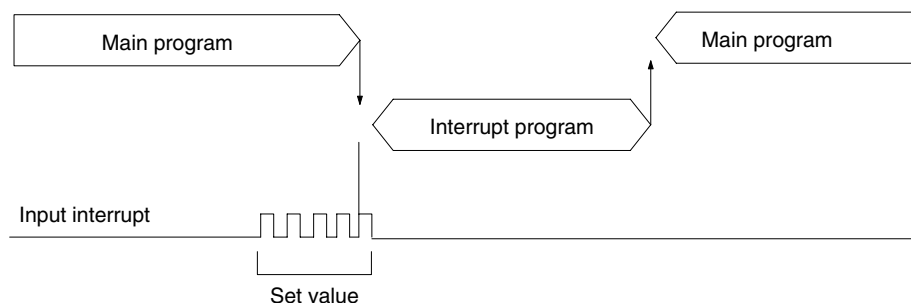 Main program
Main program
Interrupt program
Input interrupt
Set value